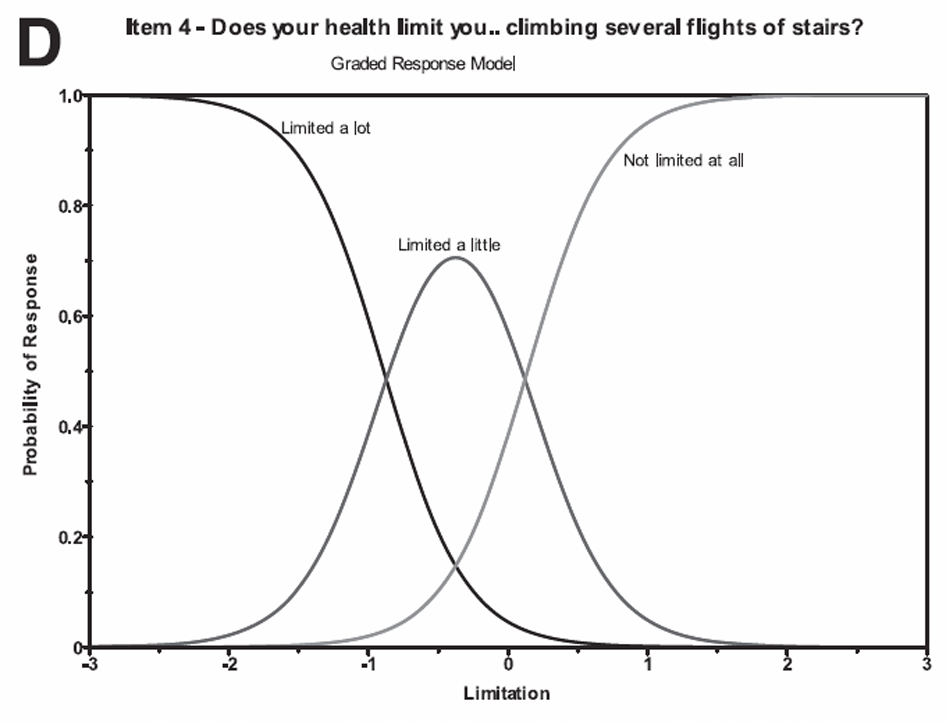 D
Item 4 - Does your health limit you.. climbing several flights of stairs?
Graded Response Model
1.0
Limited a lot
Not limited at all
0.8
Limited a little
0.6
0.4
0.2
0
Probability of Response
-3
-2
-1
0
1
2
3
Limitation